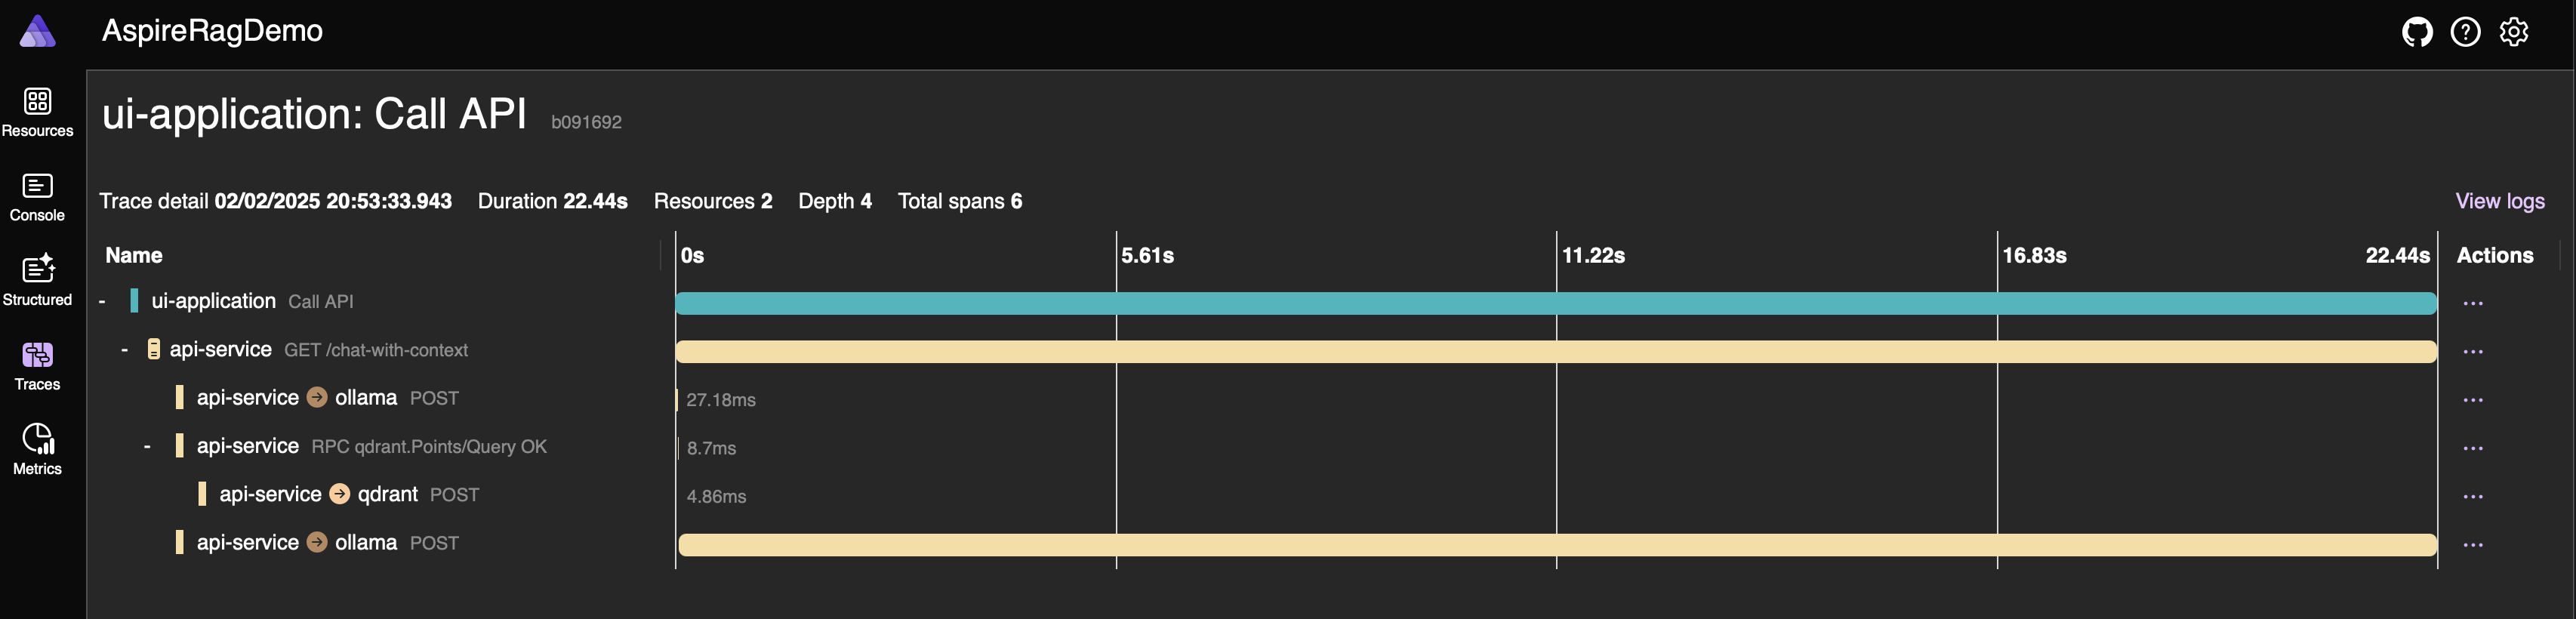 AspireRagDemo
Resources
Console
Structured
Traces
Metrics
ui-application: Call API b091692
Trace detail 02/02/2025 20:53:33.943 Duration 22.44s Resources 2 Depth 4 Total spans 6 View logs
Name 0s 5.61s 11.22s 16.83s 22.44s Actions
- ui-application Call API ...
- api-service GET /chat-with-context ...
api-service ollama POST 27.18ms ...
- api-service RPC qdrant.Points/Query OK 8.7ms ...
api-service qdrant POST 4.86ms ...
api-service ollama POST ...